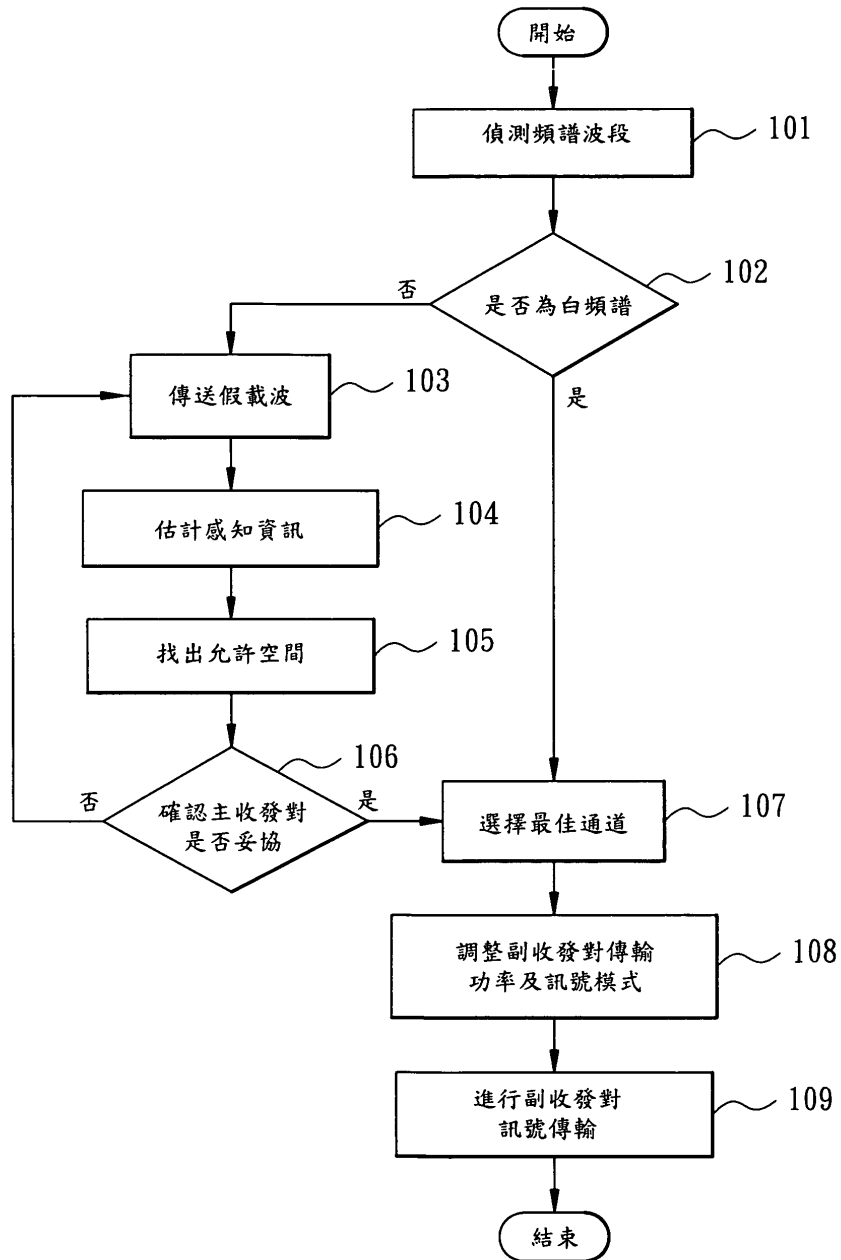 開始
偵測頻譜波段
101
是否為白頻譜
102
否
是
傳送假載波
103
估計感知資訊
104
找出允許空間
105
確認主收發對
是否妥協
106
否
是
選擇最佳通道
107
調整副收發對傳輸
功率及訊號模式
108
進行副收發對
訊號傳輸
109
結束